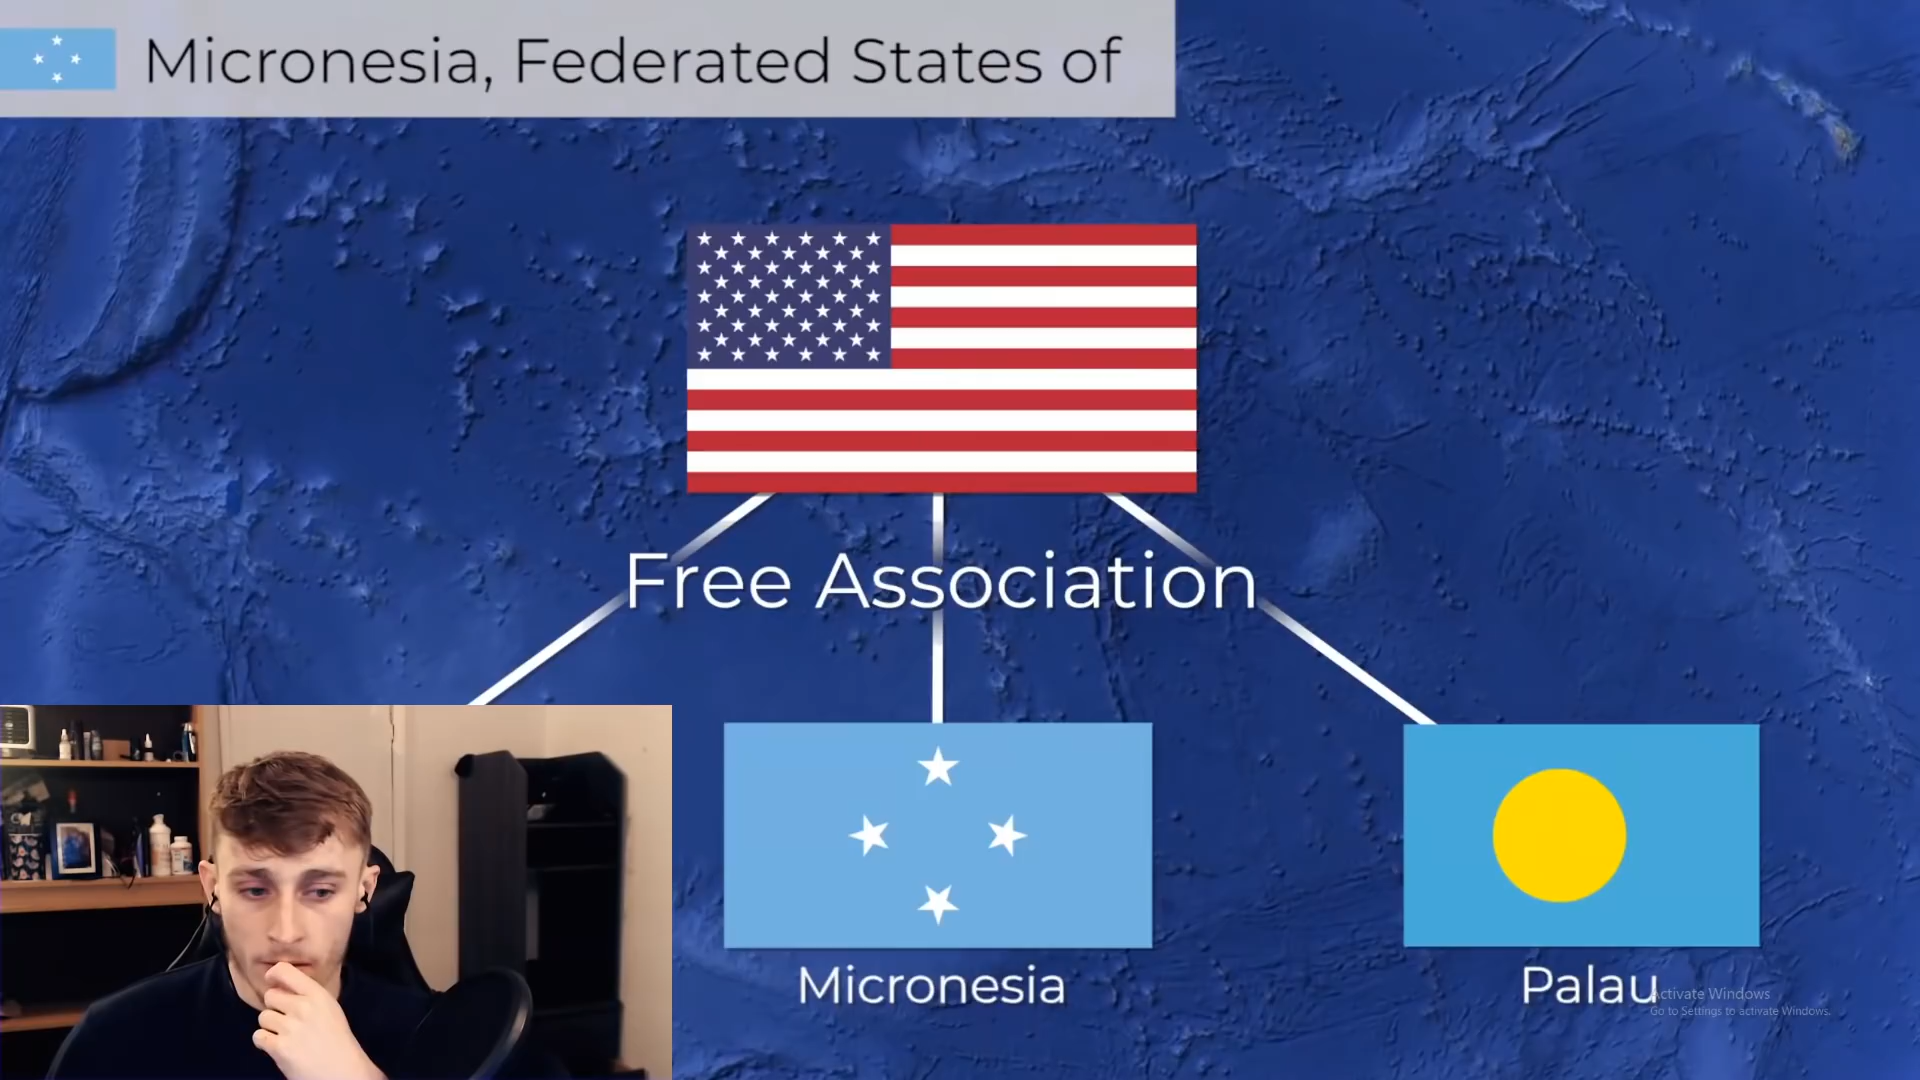 Micronesia, Federated States of
Free Association
Micronesia
Palau
Activate Windows
Go to Settings to activate Windows.